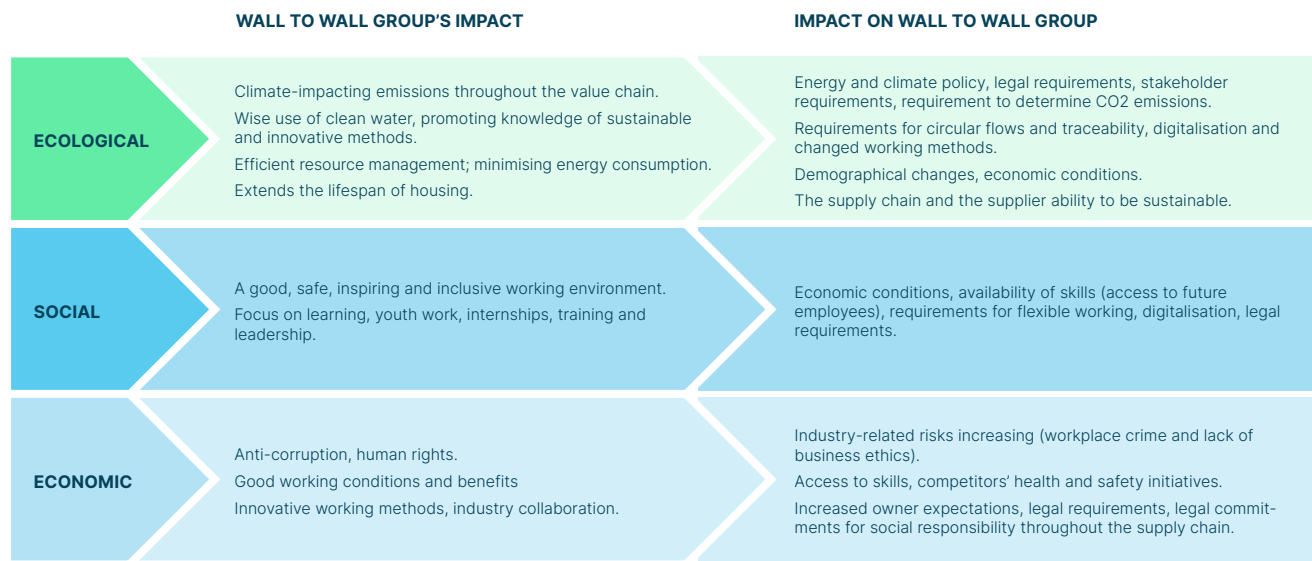 WALL TO WALL GROUP'S IMPACT
IMPACT ON WALL TO WALL GROUP
ECOLOGICAL
Climate-impacting emissions throughout the value chain.
Wise use of clean water, promoting knowledge of sustainable
and innovative methods.
Efficient resource management; minimising energy consumption.
Extends the lifespan of housing.
Energy and climate policy, legal requirements, stakeholder
requirements, requirement to determine CO2 emissions.
Requirements for circular flows and traceability, digitalisation and
changed working methods.
Demographical changes, economic conditions.
The supply chain and the supplier ability to be sustainable.
SOCIAL
A good, safe, inspiring and inclusive working environment.
Focus on learning, youth work, internships, training and
leadership.
Economic conditions, availability of skills (access to future
employees), requirements for flexible working, digitalisation, legal
requirements.
ECONOMIC
Anti-corruption, human rights.
Good working conditions and benefits
Innovative working methods, industry collaboration.
Industry-related risks increasing (workplace crime and lack of
business ethics).
Access to skills, competitors' health and safety initiatives.
Increased owner expectations, legal requirements, legal commit-
ments for social responsibility throughout the supply chain.